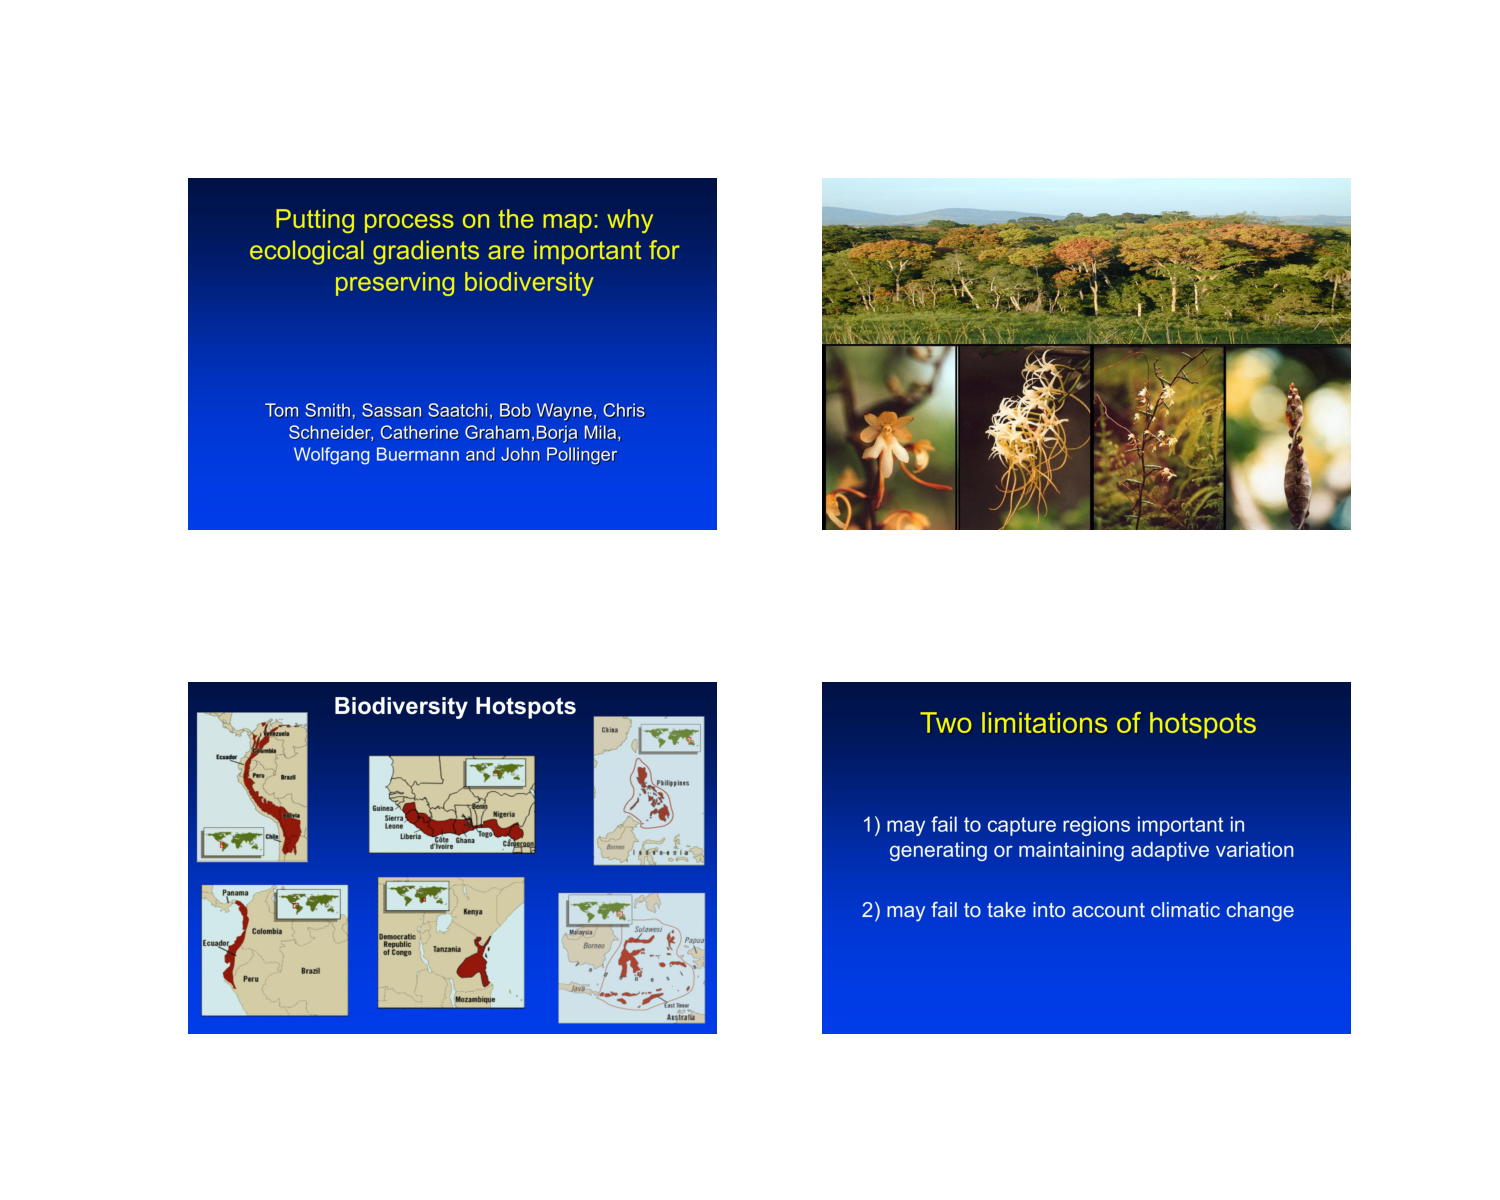 Putting process on the map: why
ecological gradients are important for
preserving biodiversity
Tom Smith, Sassan Saatchi, Bob Wayne, Chris
Schneider, Catherine Graham,Borja Mila,
Wolfgang Buermann and John Pollinger
Biodiversity Hotspots
Venezuela
Columbia
Ecuador
Peru
Brazil
Bolivia
Chile
Guinea
Sierra
Leone
Liberia
Côte
d'Ivoire
Ghana
Togo
Benin
Nigeria
Cameroon
China
Philippines
Borneo
Indonesia
Panama
Colombia
Ecuador
Peru
Brazil
Kenya
Democratic
Republic
of Congo
Tanzania
Mozambique
Malaysia
Borneo
Sulawesi
Papua
Java
East Timor
Australia
Two limitations of hotspots
1) may fail to capture regions important in
generating or maintaining adaptive variation
2) may fail to take into account climatic change